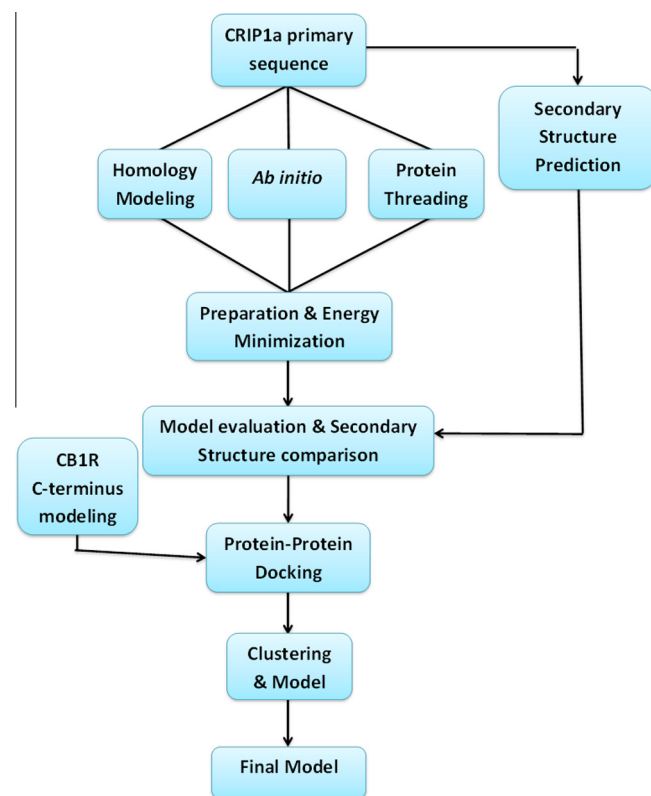 CRIP1a primary
sequence
Secondary
Structure
Prediction
Homology
Modeling
Ab initio
Protein
Threading
Preparation & Energy
Minimization
Model evaluation & Secondary
Structure comparison
CB1R
C-terminus
modeling
Protein-Protein
Docking
Clustering
& Model
Final Model